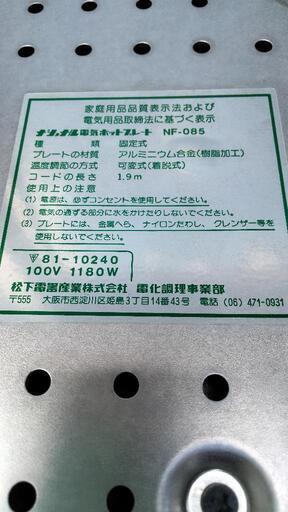 家庭用品品質表示法および
電気用品取締法に基づく表示
ナショナル電気ホットプレート NF-085
種類 固定式
プレートの材質 アルミニウム合金(樹脂加工)
温度調節の方式 可変式(着脱式)
コードの長さ 1.9m
使用上の注意
(1) 電源は、必ずコンセントを使用してください。
(2) 電気の通ずる部分に水をかけたりしないでください。
(3) プレートには、金属へら、ナイロンたわし、クレンザー等を
使用しないでください。
81-10240
100V 1180W
松下電器産業株式会社 電化調理事業部
〒555 大阪市西淀川区姫島3丁目14番43号 電話(06)471-0931